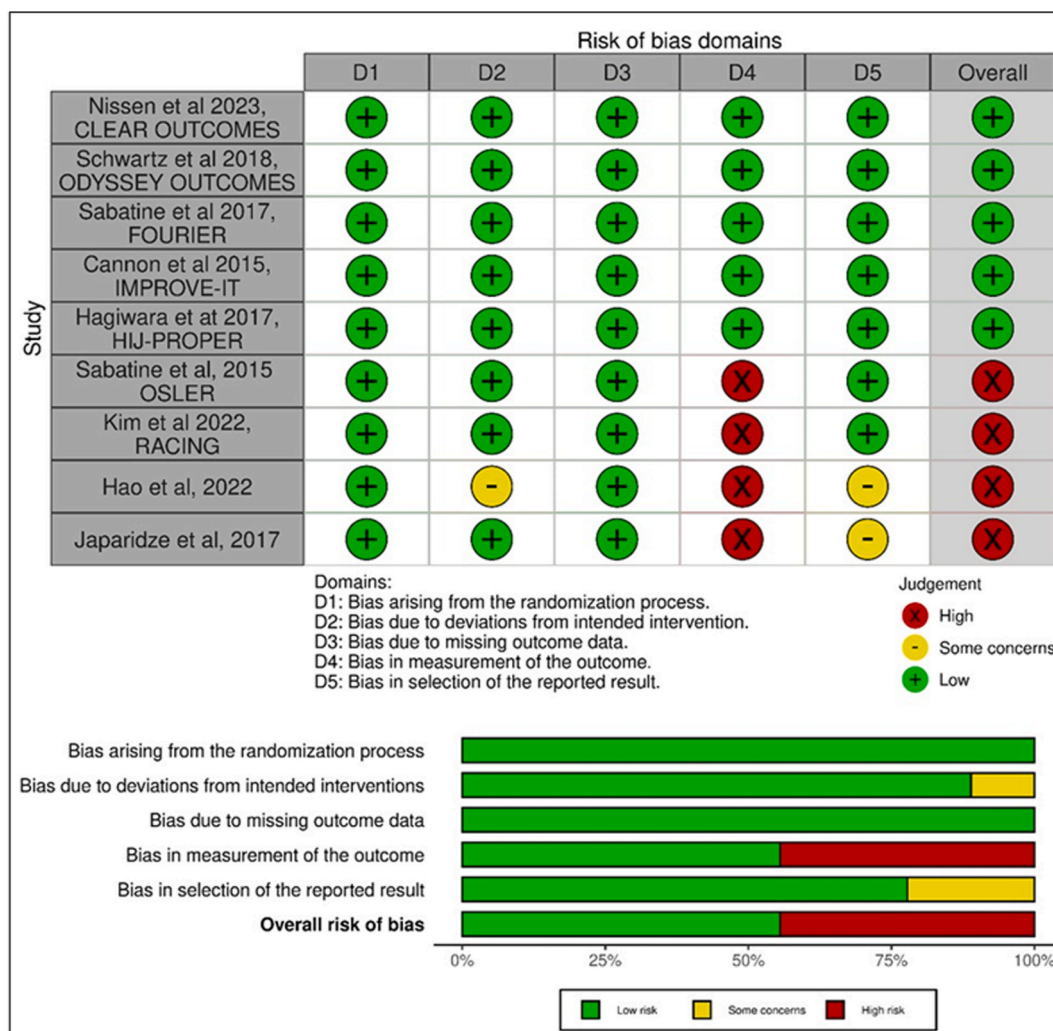 Risk of bias domains
D1 D2 D3 D4 D5 Overall
Study
Nissen et al 2023,
CLEAR OUTCOMES
+ + + + + +
Schwartz et al 2018,
ODYSSEY OUTCOMES
+ + + + + +
Sabatine et al 2017,
FOURIER
+ + + + + +
Cannon et al 2015,
IMPROVE-IT
+ + + + + +
Hagiwara et at 2017,
HIJ-PROPER
+ + + + + +
Sabatine et al, 2015
OSLER
+ + + X + X
Kim et al 2022,
RACING
+ + + X + X
Hao et al, 2022
+ - + X - X
Japaridze et al, 2017
+ + + X - X
Domains:
D1: Bias arising from the randomization process.
D2: Bias due to deviations from intended intervention.
D3: Bias due to missing outcome data.
D4: Bias in measurement of the outcome.
D5: Bias in selection of the reported result.
Judgement
X High
- Some concerns
+ Low
Bias arising from the randomization process
Bias due to deviations from intended interventions
Bias due to missing outcome data
Bias in measurement of the outcome
Bias in selection of the reported result
Overall risk of bias
0% 25% 50% 75% 100%
Low risk Some concerns High risk